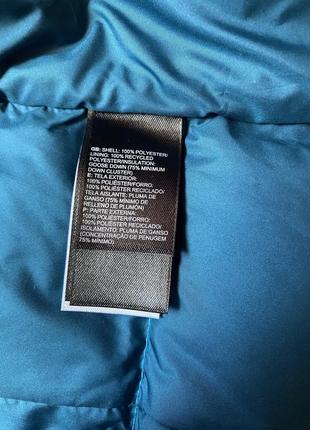 GB: SHELL: 100% POLYESTER/
LINING: 100% RECYCLED
POLYESTER/INSULATION:
GOOSE DOWN (75% MINIMUM
DOWN CLUSTER)
E: TELA EXTERIOR:
100% POLIÉSTER/FORRO:
100% POLIÉSTER RECICLADO/
TELA AISLANTE: PLUMA DE
GANSO (75% MÍNIMO DE
RELLENO DE PLUMÓN)
P: PARTE EXTERNA:
100% POLIÉSTER/FORRO:
100% POLIÉSTER RECICLADO/
ISOLAMENTO: PLUMA DE GANSO
(CONCENTRAÇÃO DE PENUGEM
75% MÍNIMO)